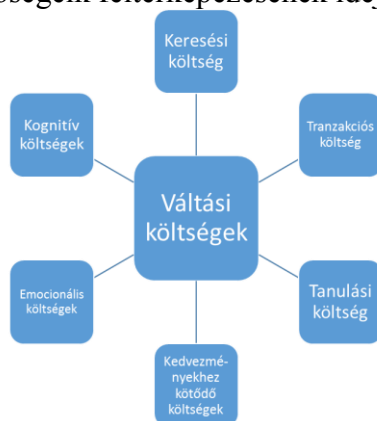 Keresési
költség
Kognitív
költségek
Tranzakciós
költség
Váltási
költségek
Emocionális
költségek
Tanulási
költség
Kedvezmé-
nyekhez
kötődő
költségek